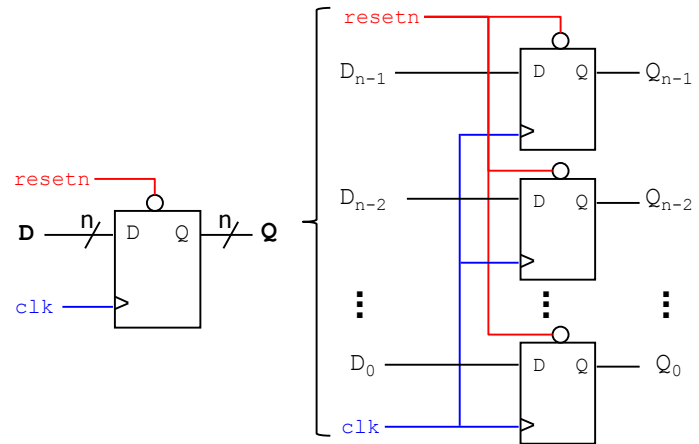 resetn
D n D Q n Q
clk
resetn
Dn-1 D Q Qn-1
Dn-2 D Q Qn-2
D0 D Q Q0
clk